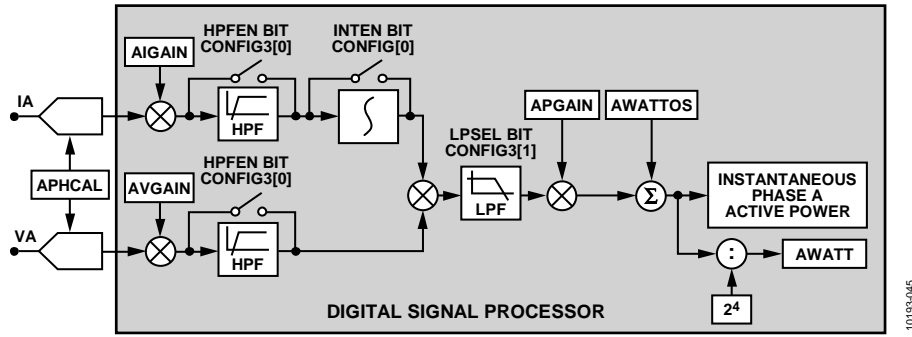 HPFEN BIT
CONFIG3[0]
INTEN BIT
CONFIG[0]
AIGAIN
IA
HPF
APGAIN
AWATTOS
LPSEL BIT
CONFIG3[1]
HPFEN BIT
CONFIG3[0]
APHCAL
AVGAIN
LPF
Σ
INSTANTANEOUS
PHASE A
ACTIVE POWER
VA
HPF
:
AWATT
2⁴
DIGITAL SIGNAL PROCESSOR
10193-045